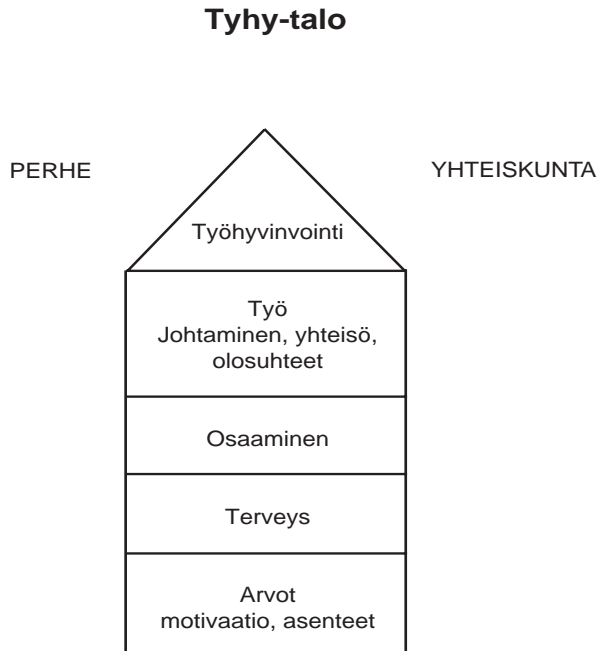 Tyhy-talo
PERHE
YHTEISKUNTA
Työhyvinvointi
Työ
Johtaminen, yhteisö,
olosuhteet
Osaaminen
Terveys
Arvot
motivaatio, asenteet